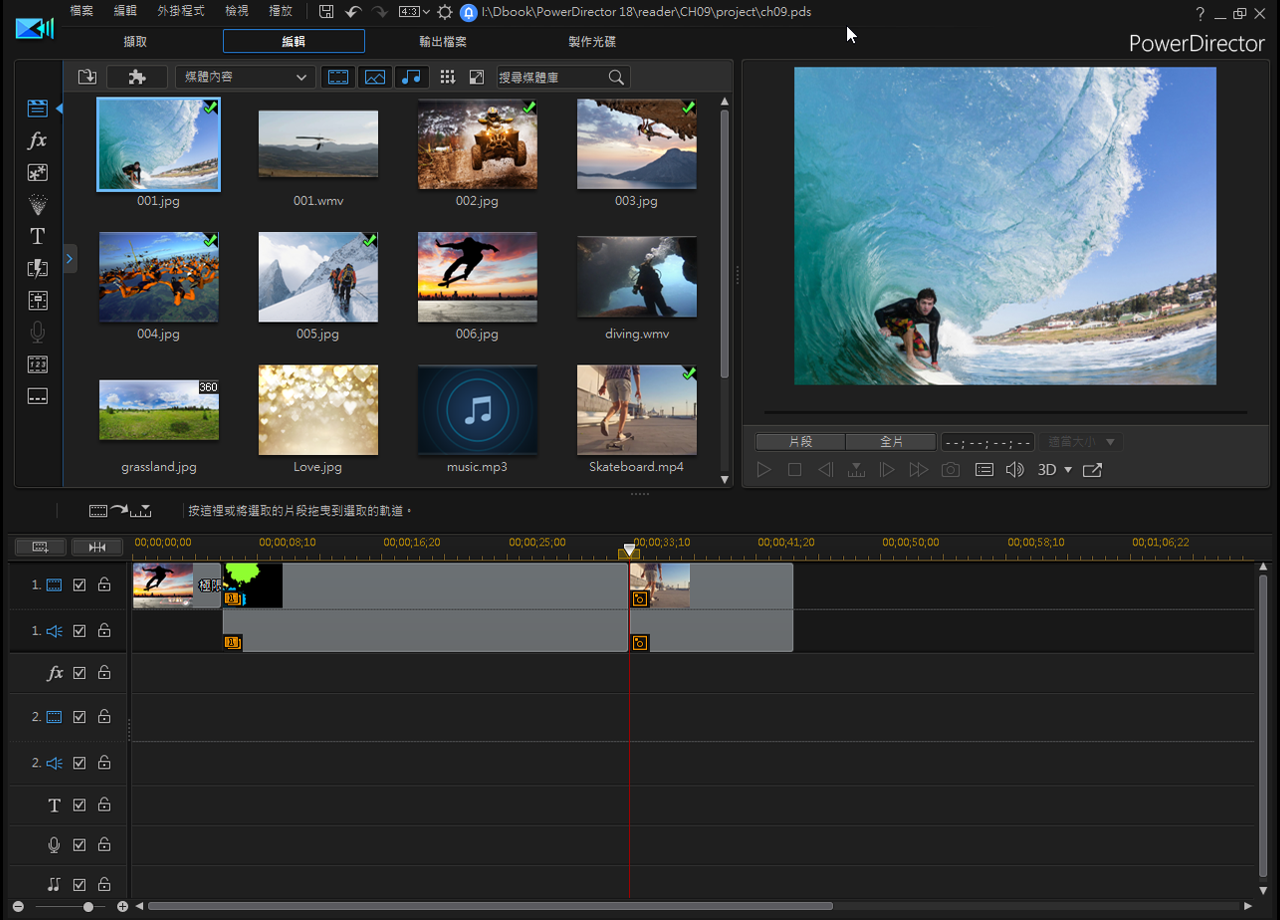 檔案 編輯 外掛程式 檢視 播放 4:3 I:\Dbook\PowerDirector 18\reader\CH09\project\ch09.pds ?
擷取 編輯 輸出檔案 製作光碟 PowerDirector
媒體內容 搜尋媒體庫
fx
T
001.jpg 001.wmv 002.jpg 003.jpg
004.jpg 005.jpg 006.jpg diving.wmv
360
grassland.jpg Love.jpg music.mp3 Skateboard.mp4
片段 全片 --;--;--;-- 適當大小
3D
按這裡或將選取的片段拖曳到選取的軌道。
00;00;00;00 00;00;08;10 00;00;16;20 00;00;25;00 00;00;33;10 00;00;41;20 00;00;50;00 00;00;58;10 00;01;06;22
1. 極限
1.
fx
2.
2.
T